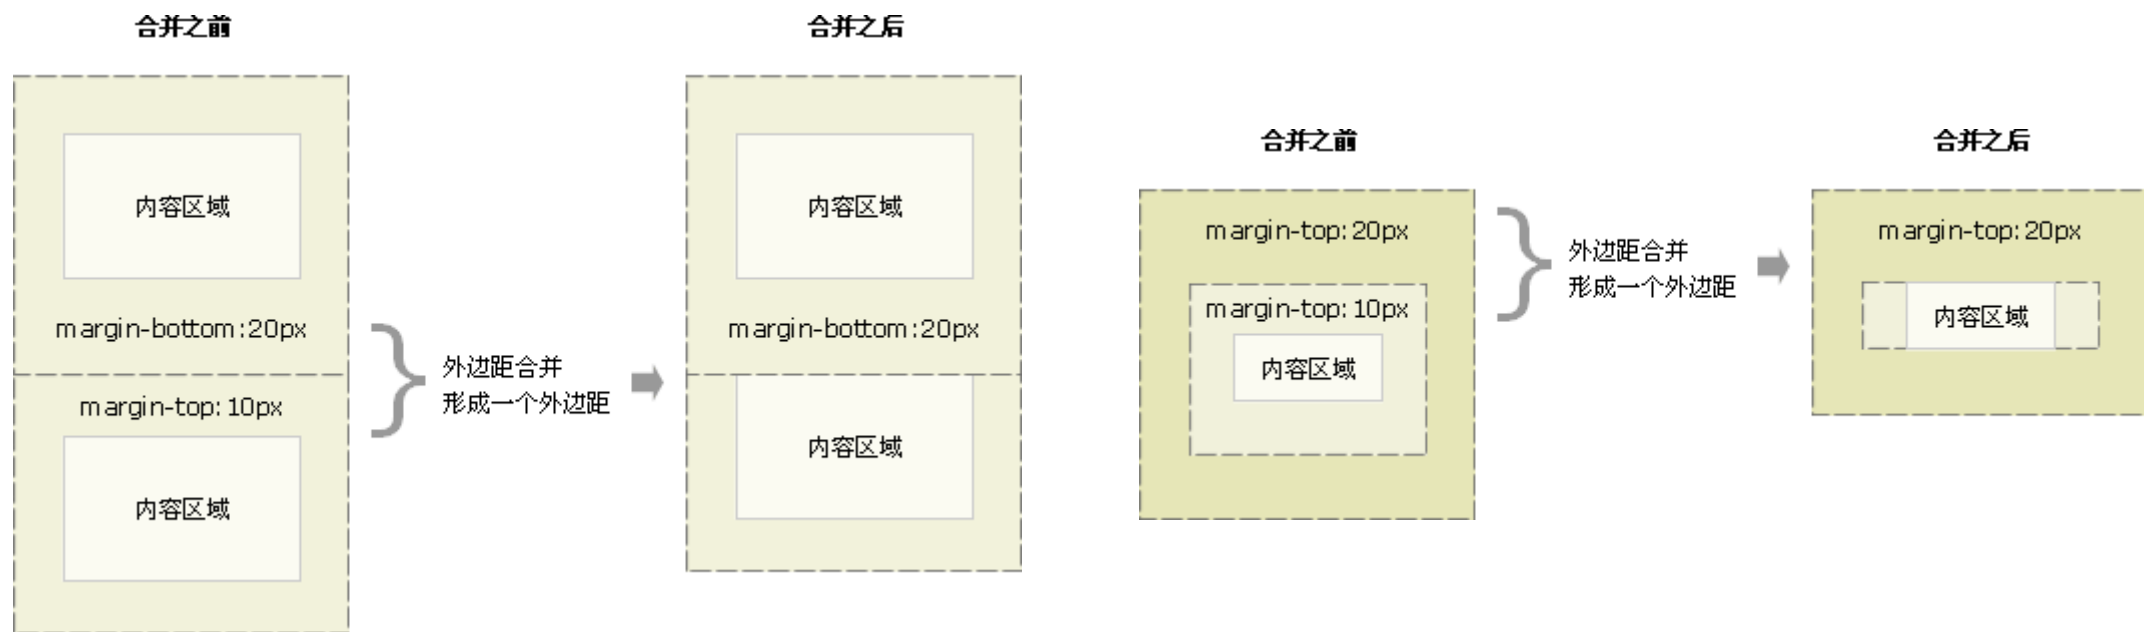 合并之前
内容区域
margin-bottom:20px
margin-top:10px
内容区域
外边距合并
形成一个外边距
合并之后
内容区域
margin-bottom:20px
内容区域
合并之前
margin-top:20px
margin-top:10px
内容区域
外边距合并
形成一个外边距
合并之后
margin-top:20px
内容区域